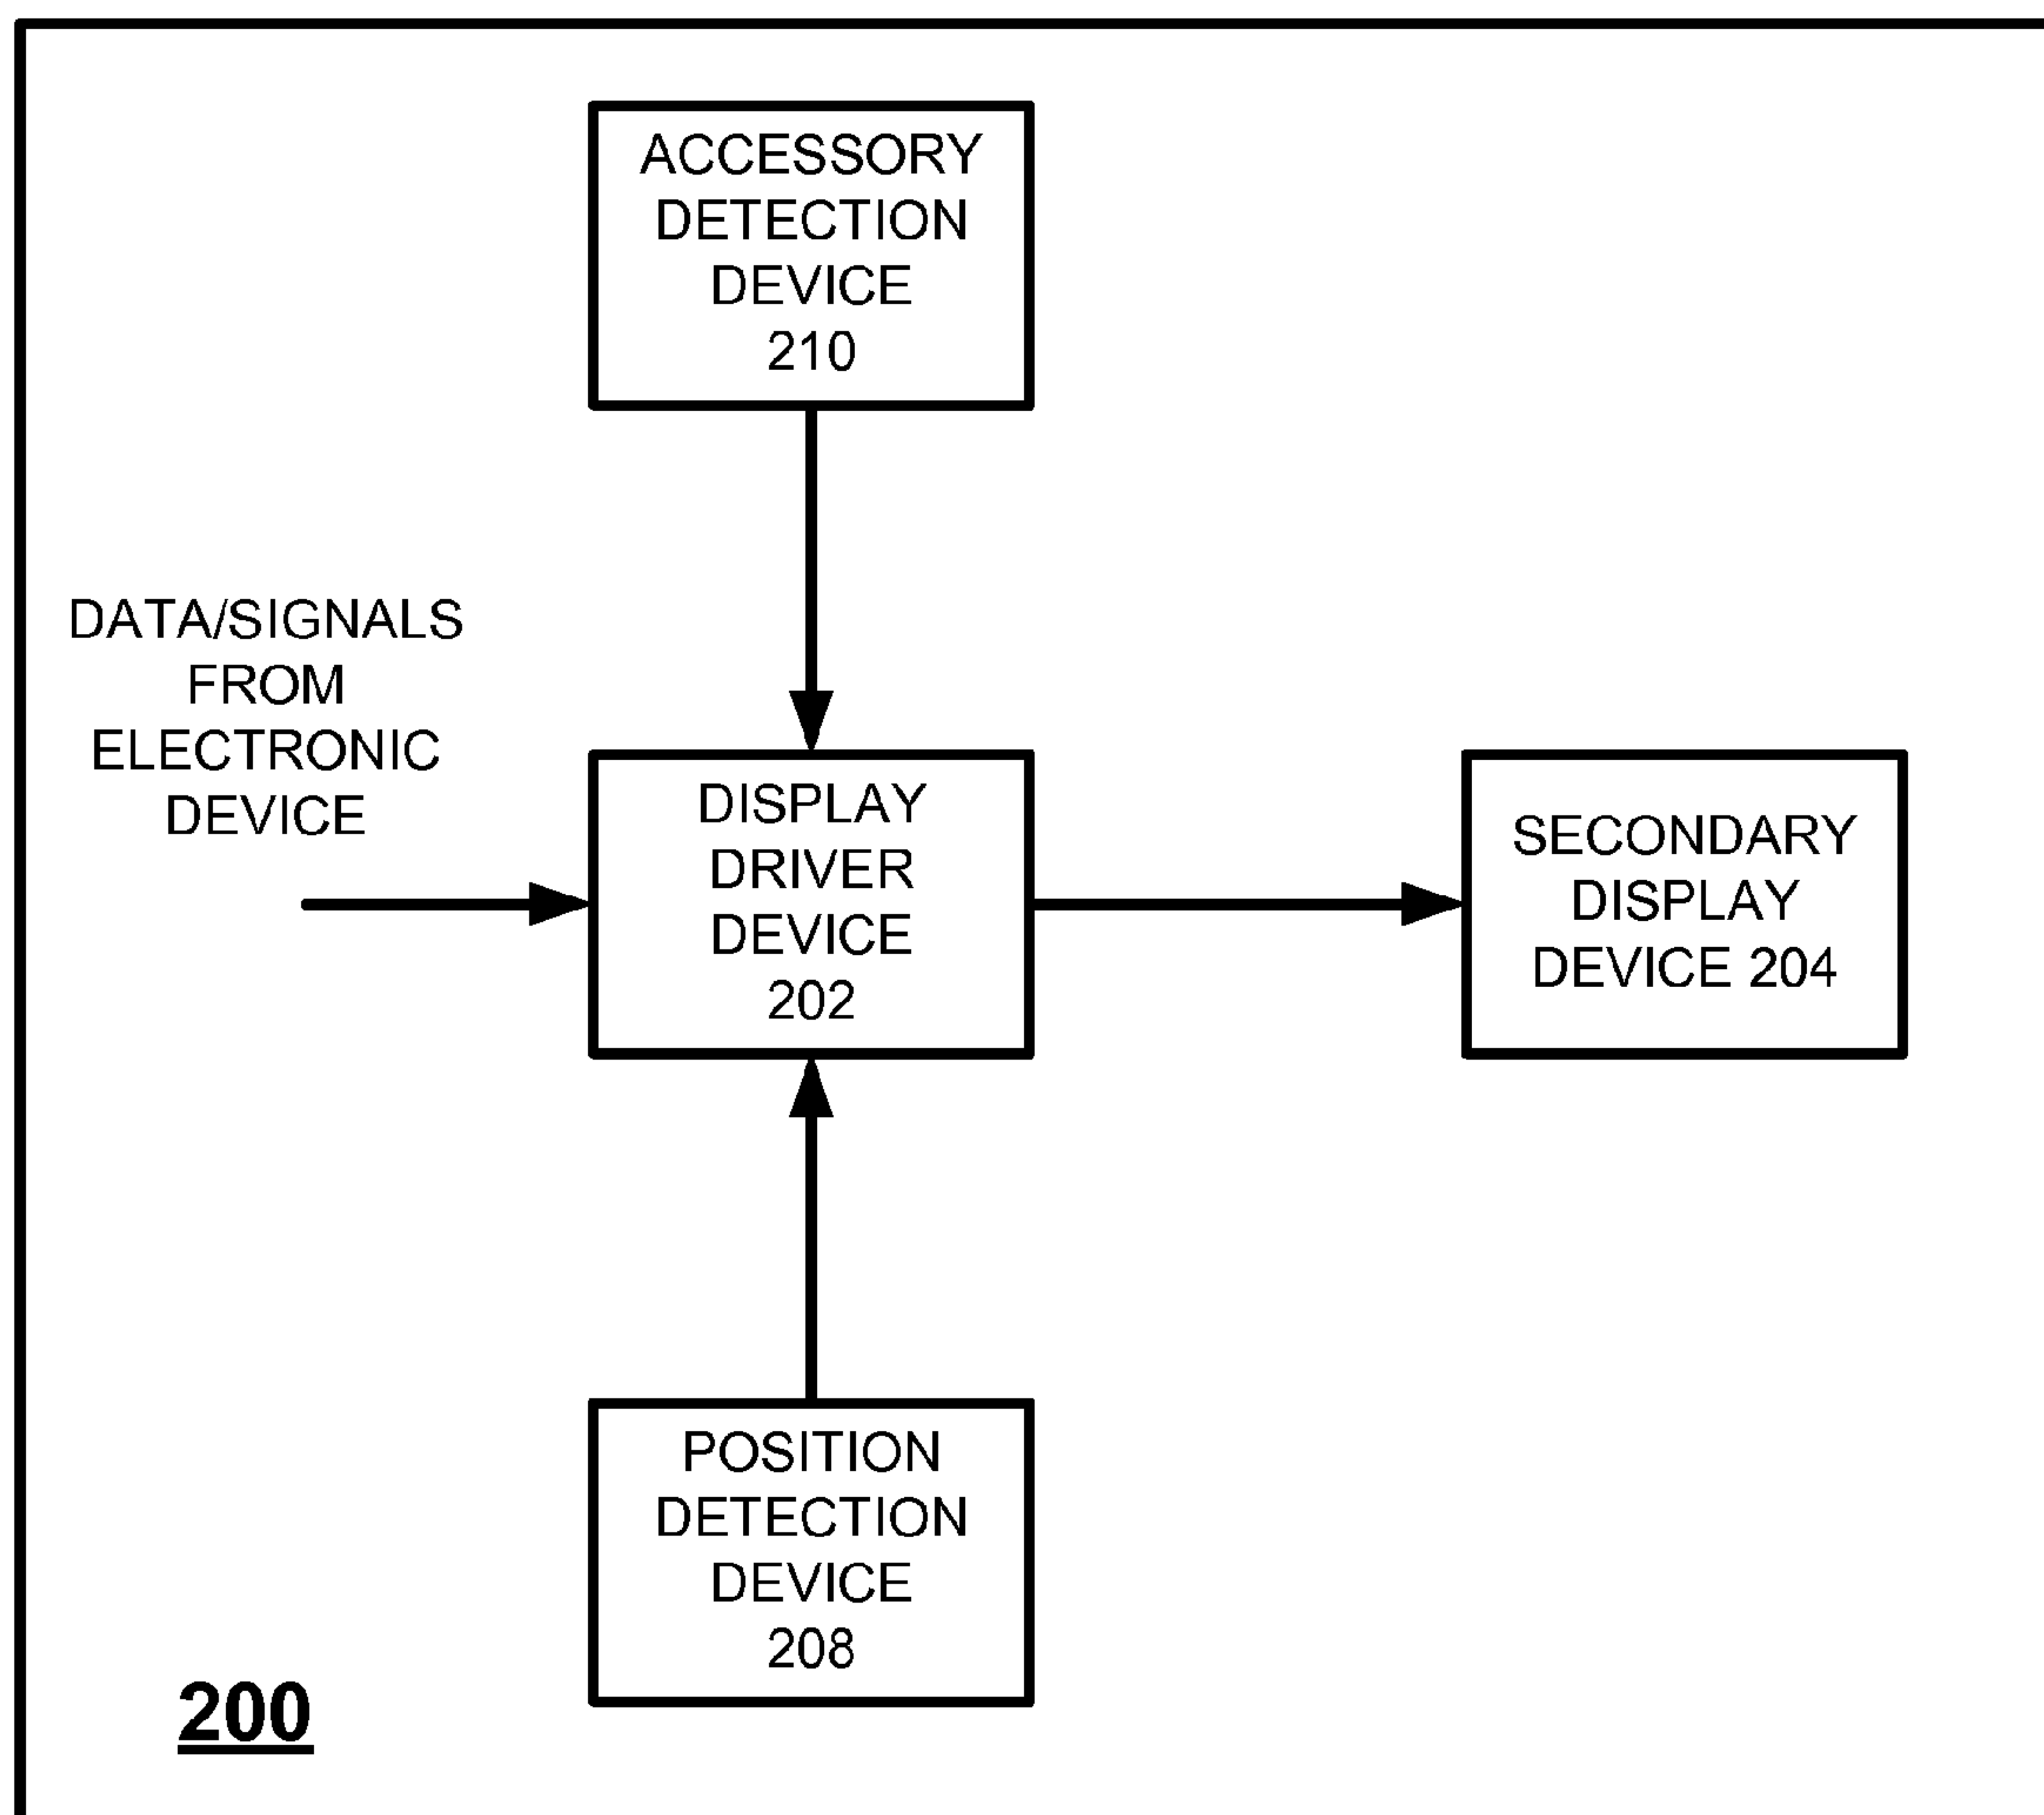 ACCESSORY
DETECTION
DEVICE
210
DATA/SIGNALS
FROM
ELECTRONIC
DEVICE
DISPLAY
DRIVER
DEVICE
202
SECONDARY
DISPLAY
DEVICE 204
POSITION
DETECTION
DEVICE
208
200